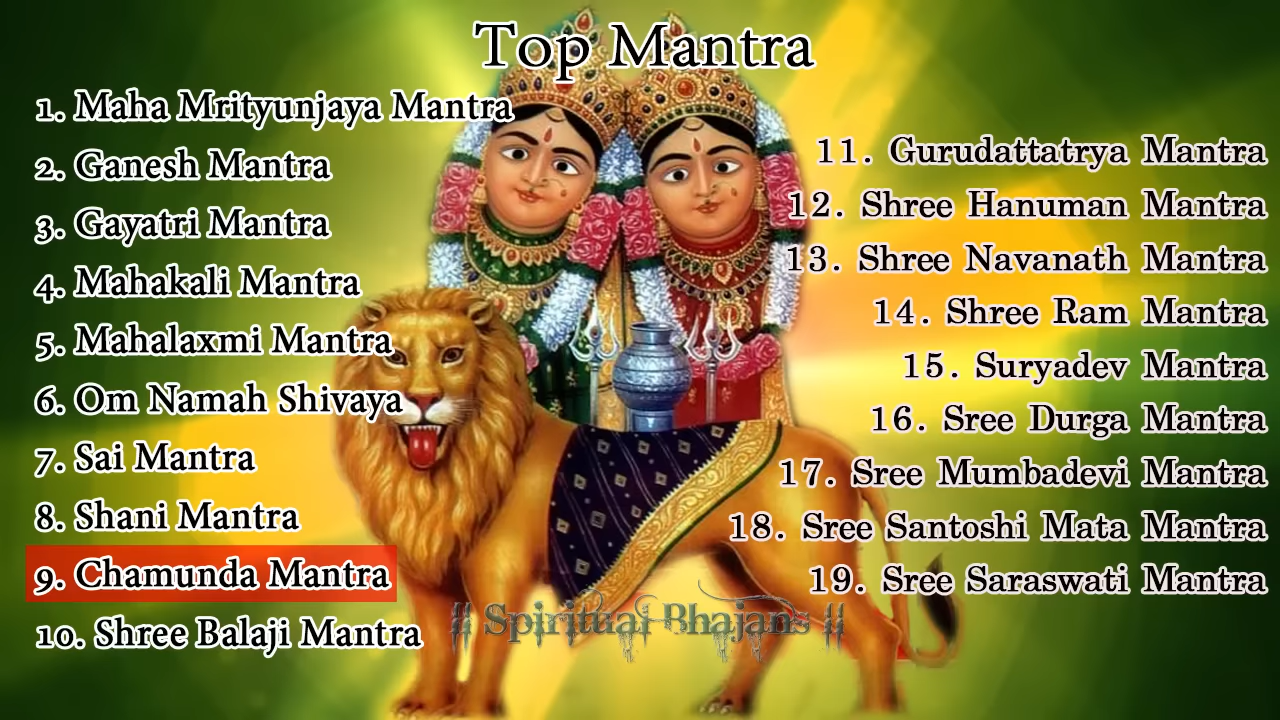 Top Mantra
1. Maha Mrityunjaya Mantra
2. Ganesh Mantra
3. Gayatri Mantra
4. Mahakali Mantra
5. Mahalaxmi Mantra
6. Om Namah Shivaya
7. Sai Mantra
8. Shani Mantra
9. Chamunda Mantra
10. Shree Balaji Mantra
11. Gurudattatrya Mantra
12. Shree Hanuman Mantra
13. Shree Navanath Mantra
14. Shree Ram Mantra
15. Suryadev Mantra
16. Sree Durga Mantra
17. Sree Mumbadevi Mantra
18. Sree Santoshi Mata Mantra
19. Sree Saraswati Mantra
|| Spiritual Bhajans ||